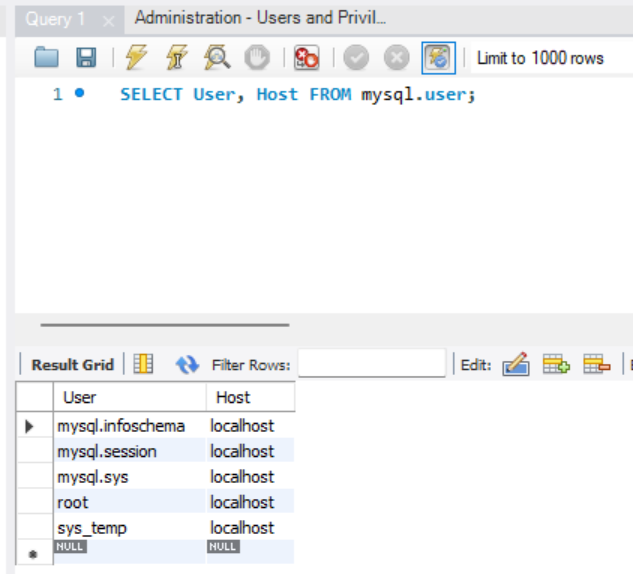 Query 1 × Administration - Users and Privil...
Limit to 1000 rows
1 SELECT User, Host FROM mysql.user;
Result Grid Filter Rows: Edit:
User Host
mysql.infoschema localhost
mysql.session localhost
mysql.sys localhost
root localhost
sys_temp localhost
NULL NULL